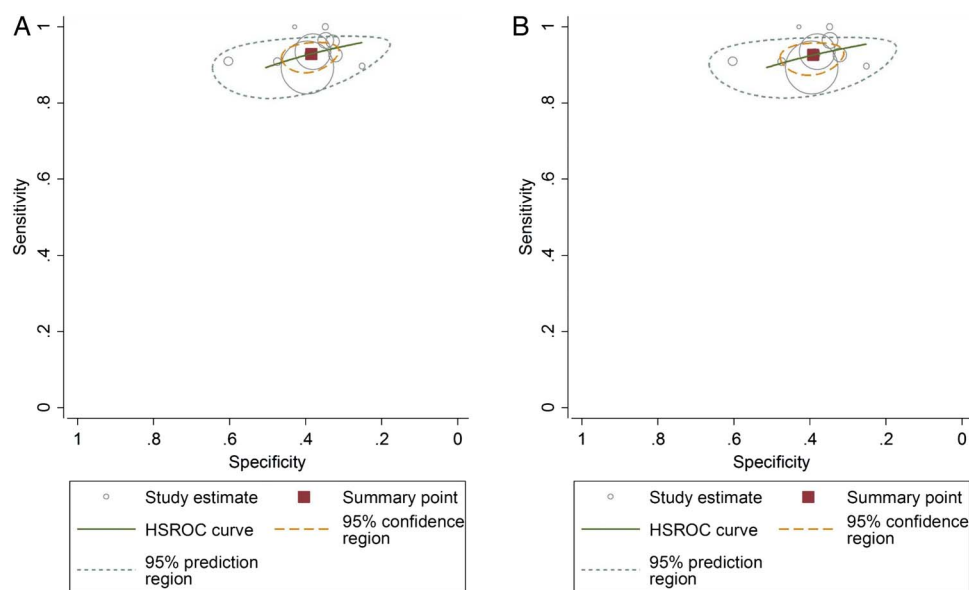 A
1
.8
.6
.4
.2
0
Sensitivity
1 .8 .6 .4 .2 0
Specificity
Study estimate Summary point
HSROC curve 95% confidence
region
95% prediction
region
B
1
.8
.6
.4
.2
0
Sensitivity
1 .8 .6 .4 .2 0
Specificity
Study estimate Summary point
HSROC curve 95% confidence
region
95% prediction
region